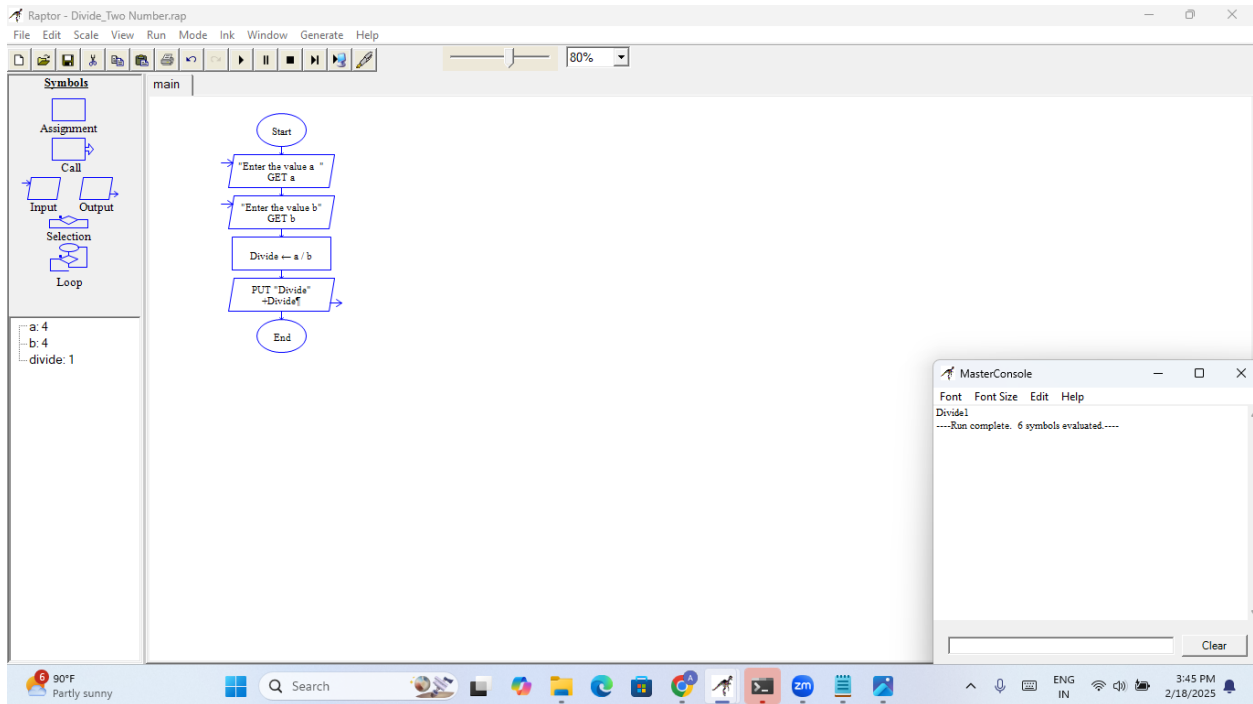 Raptor - Divide_Two Number.rap
File Edit Scale View Run Mode Ink Window Generate Help
80%
Symbols
main
Assignment
Call
Input Output
Selection
Loop
Start
"Enter the value a "
GET a
"Enter the value b"
GET b
Divide ← a / b
PUT "Divide"
+Divide¶
End
a: 4
b: 4
divide: 1
MasterConsole
Font Font Size Edit Help
Divide1
----Run complete. 6 symbols evaluated.----
Clear
6
90°F
Partly sunny
Search
zm
ENG
IN
3:45 PM
2/18/2025